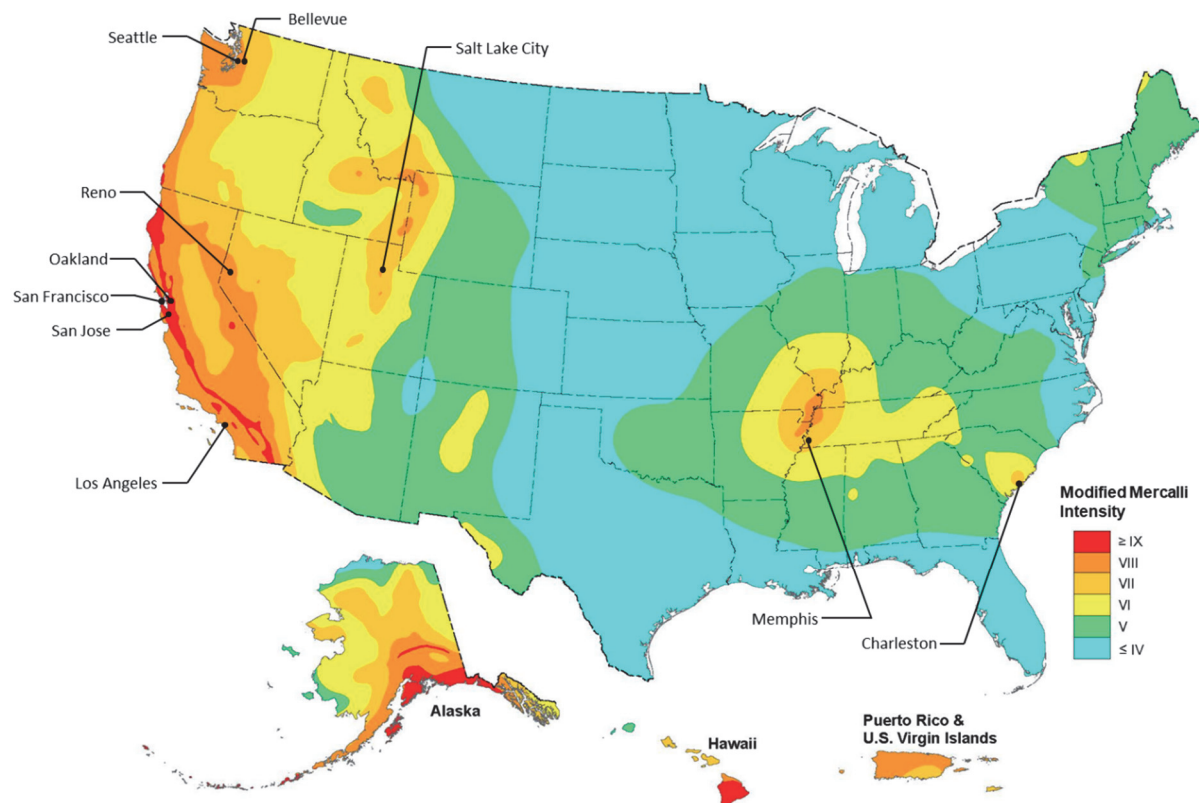 Bellevue
Seattle
Salt Lake City
Reno
Oakland
San Francisco
San Jose
Los Angeles
Modified Mercalli
Intensity
≥ IX
VIII
VII
VI
V
≤ IV
Memphis
Charleston
Alaska
Hawaii
Puerto Rico &
U.S. Virgin Islands